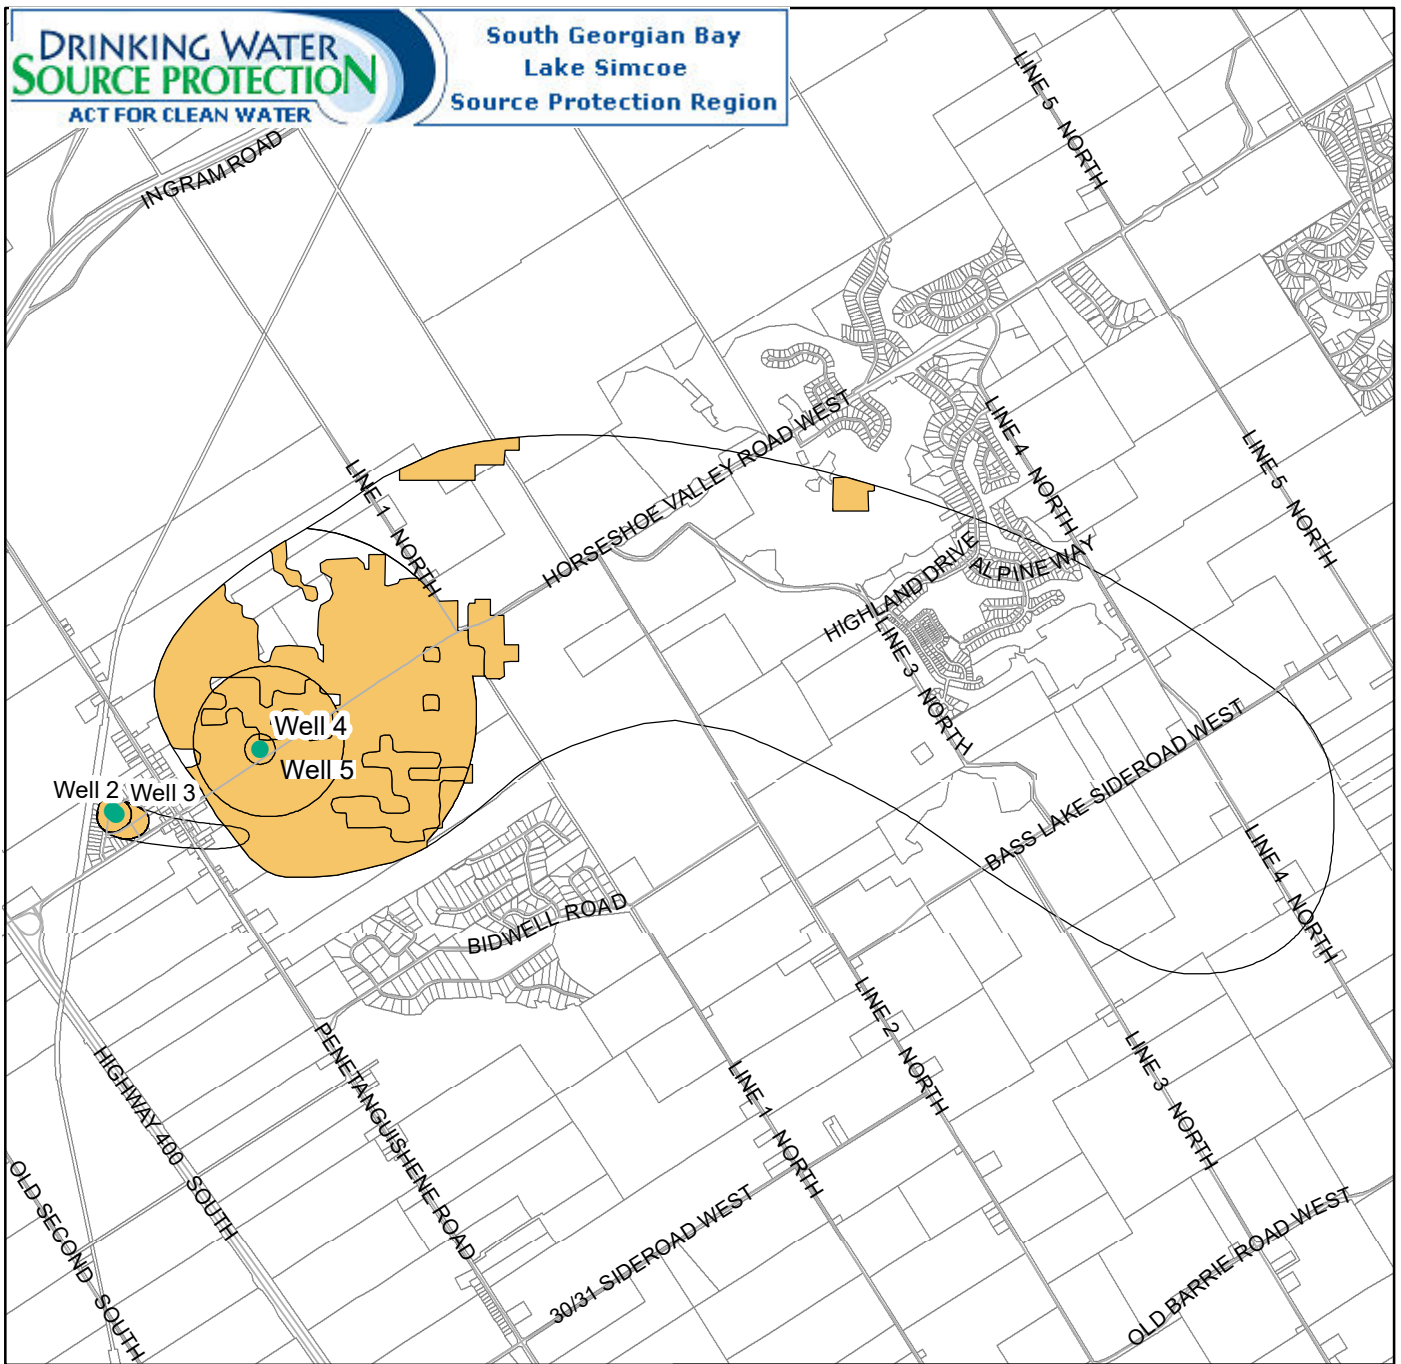 DRINKING WATER
SOURCE PROTECTION
ACT FOR CLEAN WATER
South Georgian Bay
Lake Simcoe
Source Protection Region
INGRAM ROAD
LINE 5 NORTH
LINE 1 NORTH
HORSESHOE VALLEY ROAD WEST
LINE 4 NORTH
LINE 5 NORTH
HIGHLAND DRIVE
ALPINE WAY
LINE 3 NORTH
Well 4
Well 5
Well 2
Well 3
BASS LAKE SIDEROAD WEST
LINE 4 NORTH
BIDWELL ROAD
LINE 2 NORTH
HIGHWAY 400 SOUTH
PENETANGUISHENE ROAD
LINE 1 NORTH
LINE 3 NORTH
OLD SECOND SOUTH
30/31 SIDEROAD WEST
OLD BARRIE ROAD WEST